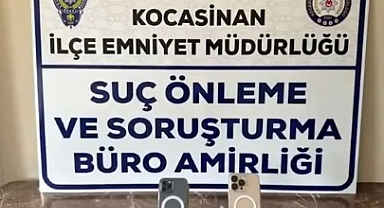 KOCASİNAN
İLÇE EMNİYET MÜDÜRLÜĞÜ
SUÇ ÖNLEME
VE SORUŞTURMA
BÜRO AMİRLİĞİ